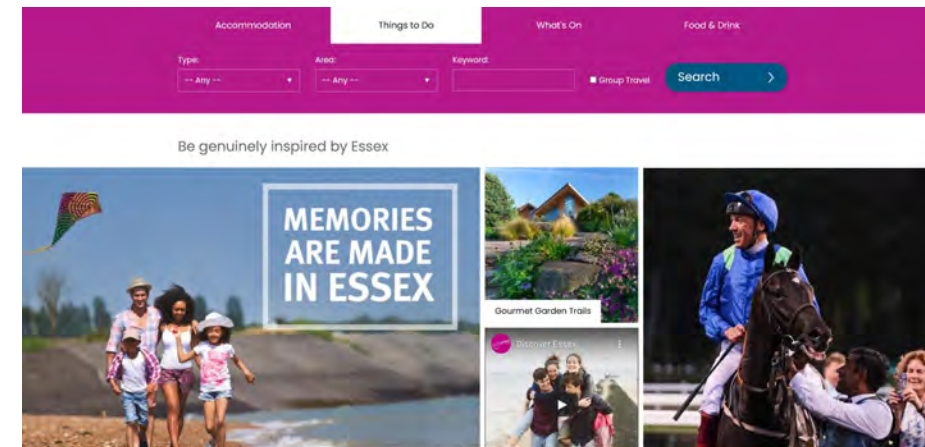 Accommodation
Things to Do
What's On
Food & Drink
Type:
Area:
Keyword:
-- Any --
-- Any --
Group Travel
Search
Be genuinely inspired by Essex
MEMORIES
ARE MADE
IN ESSEX
Gourmet Garden Trails
Discover Essex